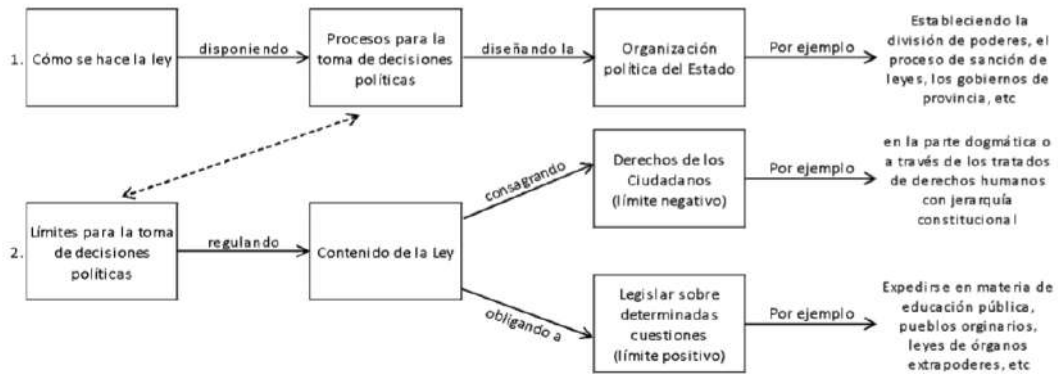 1.
Cómo se hace la ley
disponiendo
Procesos para la
toma de decisiones
políticas
diseñando la
Organización
política del Estado
Por ejemplo
Estableciendo la
división de poderes, el
proceso de sanción de
leyes, los gobiernos de
provincia, etc
2.
Límites para la toma
de decisiones
políticas
regulando
Contenido de la Ley
consagrando
Derechos de los
Ciudadanos
(límite negativo)
Por ejemplo
en la parte dogmática o
a través de los tratados
de derechos humanos
con jerarquía
constitucional
obligando a
Legislar sobre
determinadas
cuestiones
(límite positivo)
Por ejemplo
Expedirse en materia de
educación pública,
pueblos orginarios,
leyes de órganos
extrapoderes, etc